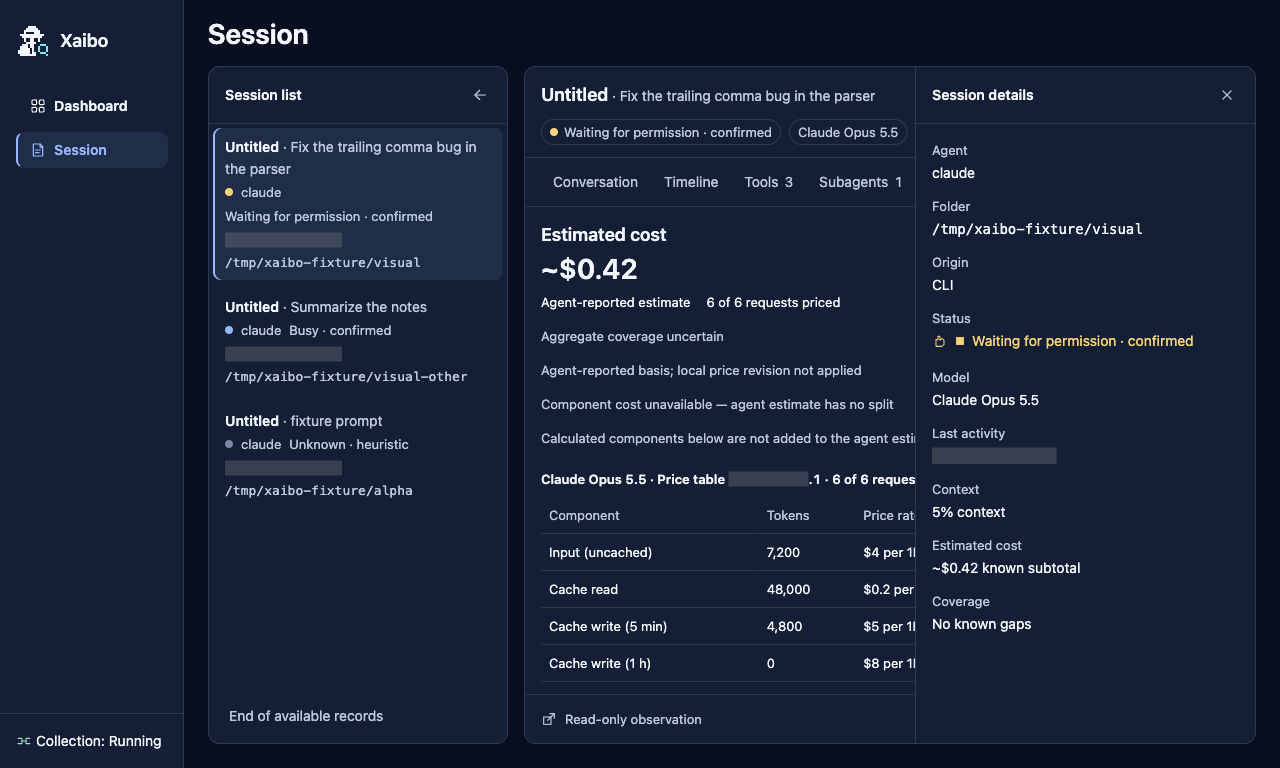 Xaibo
Dashboard
Session
Collection: Running
Session
Session list
Untitled · Fix the trailing comma bug in
the parser
claude
Waiting for permission · confirmed
/tmp/xaibo-fixture/visual
Untitled · Summarize the notes
claude Busy · confirmed
/tmp/xaibo-fixture/visual-other
Untitled · fixture prompt
claude Unknown · heuristic
/tmp/xaibo-fixture/alpha
End of available records
Untitled · Fix the trailing comma bug in the parser
Waiting for permission · confirmed
Claude Opus 5.5
Conversation Timeline Tools 3 Subagents 1
Estimated cost
~$0.42
Agent-reported estimate 6 of 6 requests priced
Aggregate coverage uncertain
Agent-reported basis; local price revision not applied
Component cost unavailable — agent estimate has no split
Calculated components below are not added to the agent
Claude Opus 5.5 · Price table .1 · 6 of 6
Component Tokens Price
Input (uncached) 7,200 $4 per
Cache read 48,000 $0.2 per
Cache write (5 min) 4,800 $5 per
Cache write (1 h) 0 $8 per
Read-only observation
Session details
Agent
claude
Folder
/tmp/xaibo-fixture/visual
Origin
CLI
Status
Waiting for permission · confirmed
Model
Claude Opus 5.5
Last activity
Context
5% context
Estimated cost
~$0.42 known subtotal
Coverage
No known gaps